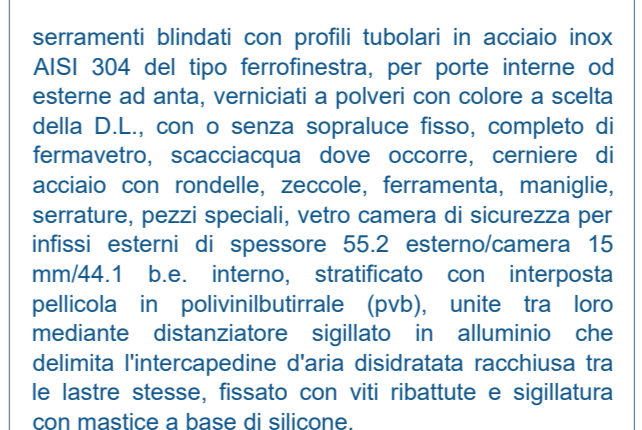 serramenti blindati con profili tubolari in acciaio inox
AISI 304 del tipo ferrofinestra, per porte interne od
esterne ad anta, verniciati a polveri con colore a scelta
della D.L., con o senza sopraluce fisso, completo di
fermavetro, scacciacqua dove occorre, cerniere di
acciaio con rondelle, zeccole, ferramenta, maniglie,
serrature, pezzi speciali, vetro camera di sicurezza per
infissi esterni di spessore 55.2 esterno/camera 15
mm/44.1 b.e. interno, stratificato con interposta
pellicola in polivinilbutirrale (pvb), unite tra loro
mediante distanziatore sigillato in alluminio che
delimita l'intercapedine d'aria disidratata racchiusa tra
le lastre stesse, fissato con viti ribattute e sigillatura
con mastice a base di silicone.